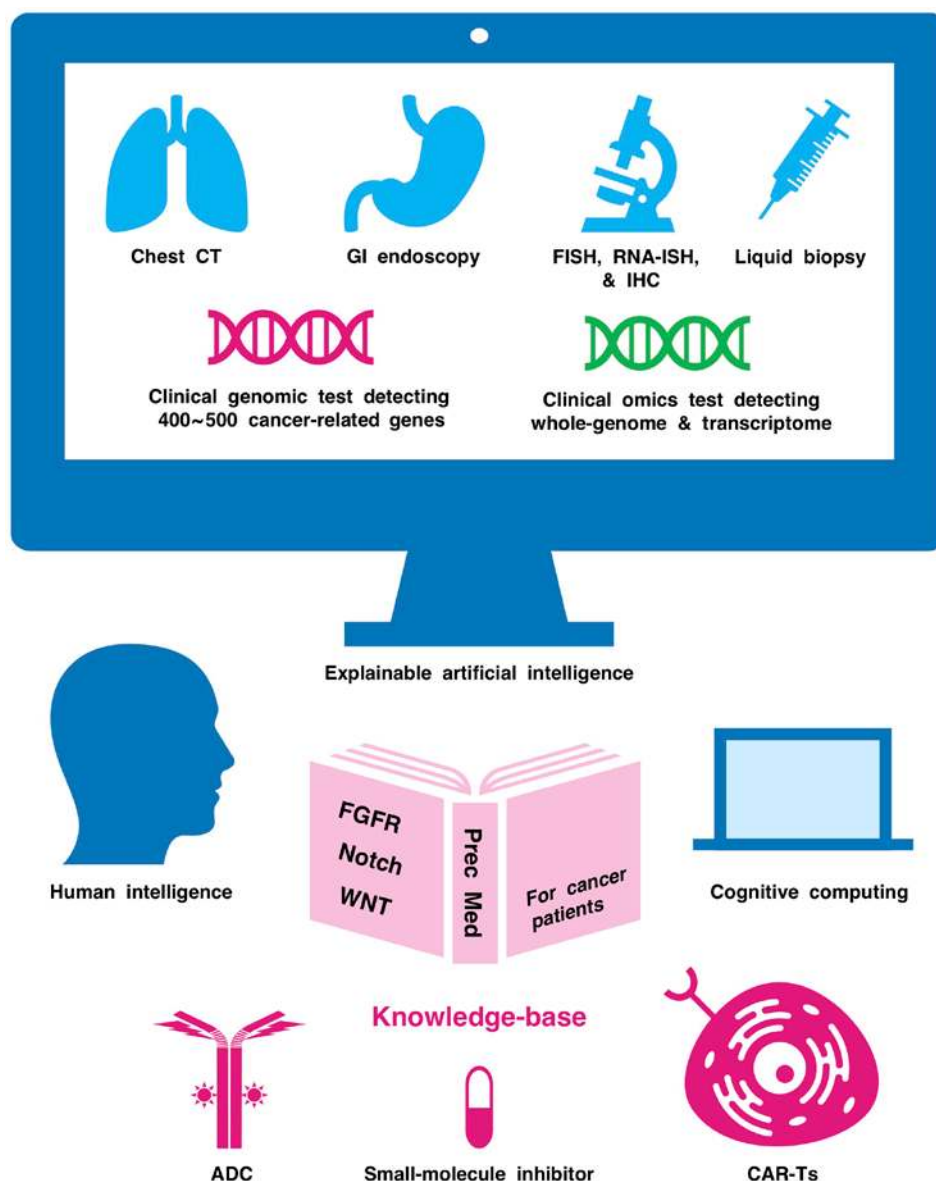 Chest CT
GI endoscopy
FISH, RNA-ISH,
& IHC
Liquid biopsy
Clinical genomic test detecting
400~500 cancer-related genes
Clinical omics test detecting
whole-genome & transcriptome
Explainable artificial intelligence
Human intelligence
FGFR
Notch
WNT
Prec Med
For cancer
patients
Cognitive computing
Knowledge-base
ADC
Small-molecule inhibitor
CAR-Ts